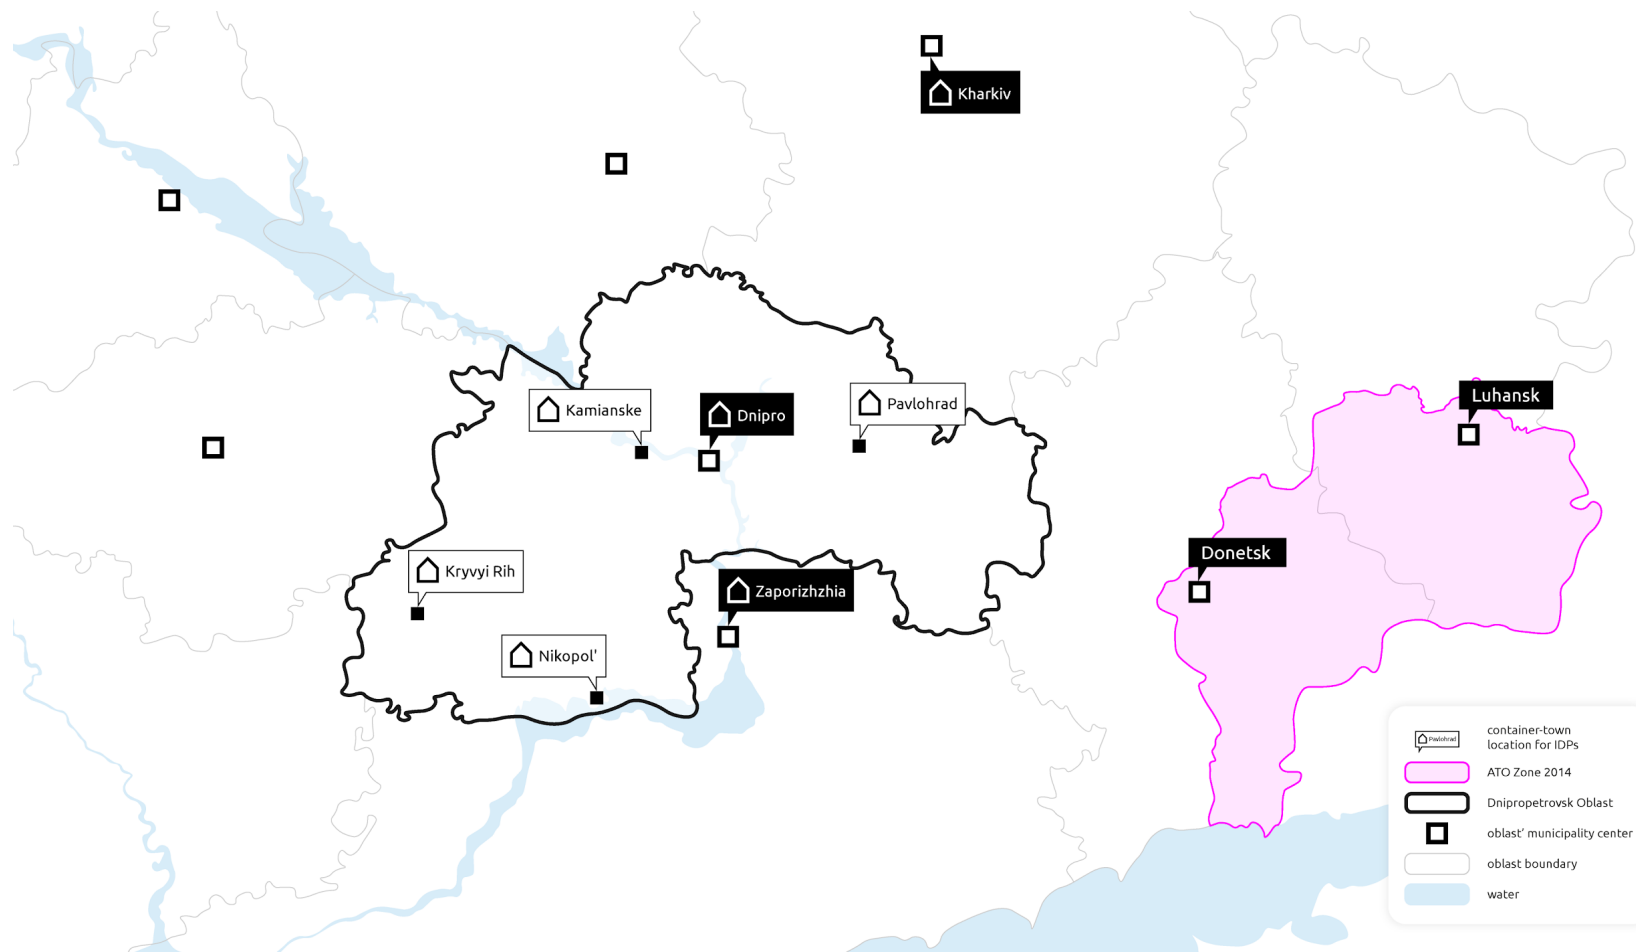 Kharkiv
Kamianske
Dnipro
Pavlohrad
Luhansk
Donetsk
Kryvyi Rih
Zaporizhzhia
Nikopol'
Pavlohrad
container-town
location for IDPs
ATO Zone 2014
Dnipropetrovsk Oblast
oblast' municipality center
oblast boundary
water